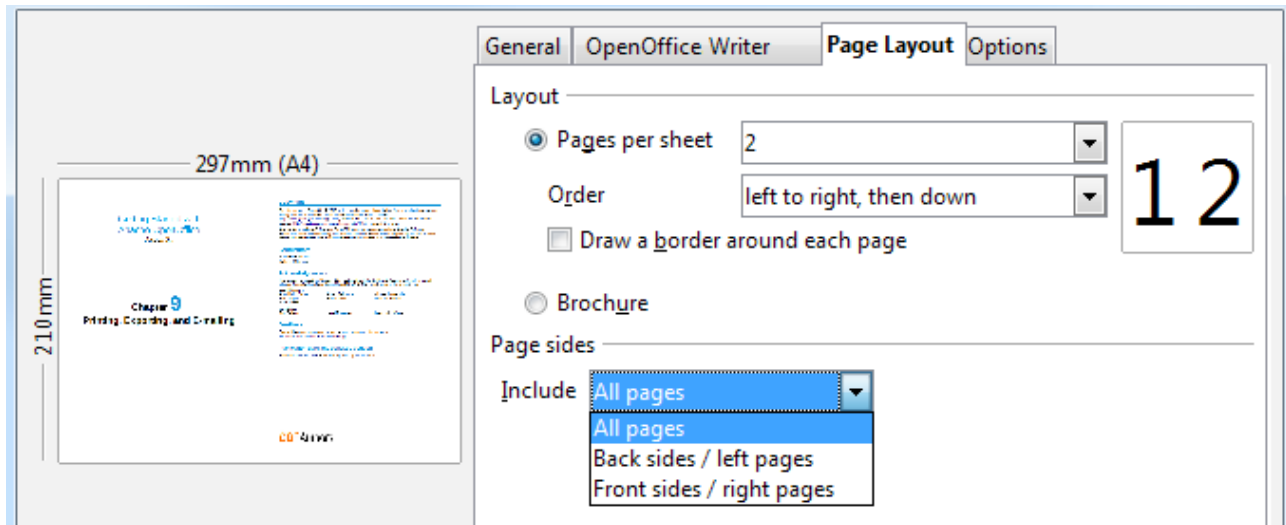 General OpenOffice Writer Page Layout Options
Layout
Pages per sheet 2
12
Order left to right, then down
Draw a border around each page
Brochure
Page sides
Include All pages
All pages
Back sides / left pages
Front sides / right pages
297mm (A4)
210mm
Chapter 9
Printing, Exporting, and E-mailing